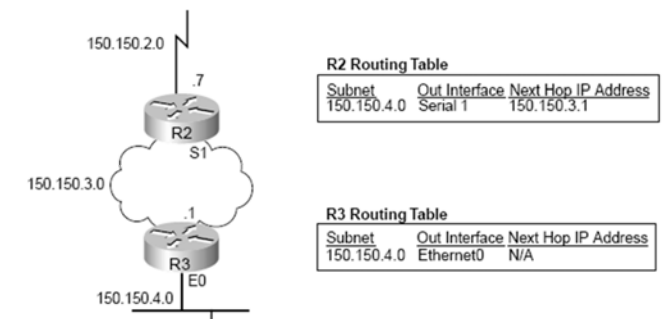 150.150.2.0
.7
R2
S1
150.150.3.0
.1
R3
E0
150.150.4.0
R2 Routing Table
Subnet Out Interface Next Hop IP Address
150.150.4.0 Serial 1 150.150.3.1
R3 Routing Table
Subnet Out Interface Next Hop IP Address
150.150.4.0 Ethernet0 N/A